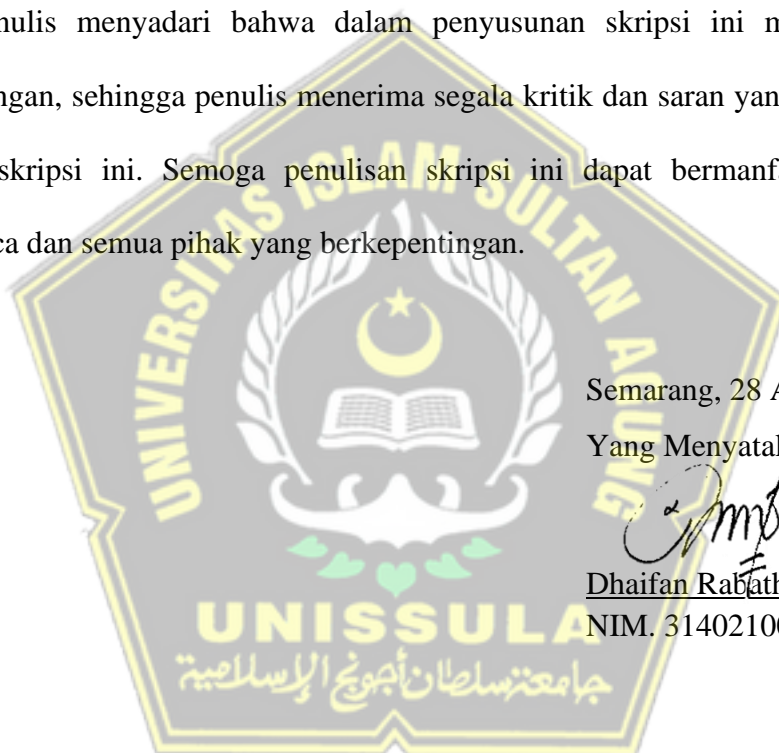 nulis menyadari bahwa dalam penyusunan skripsi ini m
ngan, sehingga penulis menerima segala kritik dan saran yan
skripsi ini. Semoga penulisan skripsi ini dapat bermanf
ca dan semua pihak yang berkepentingan.
UNIVERSITAS ISLAM SULTAN AGUNG
Semarang, 28 A
Yang Menyatak
Dhaifan Rabbath
NIM. 3140210
UNISSULA
جامعة سلطان أجونج الإسلامية